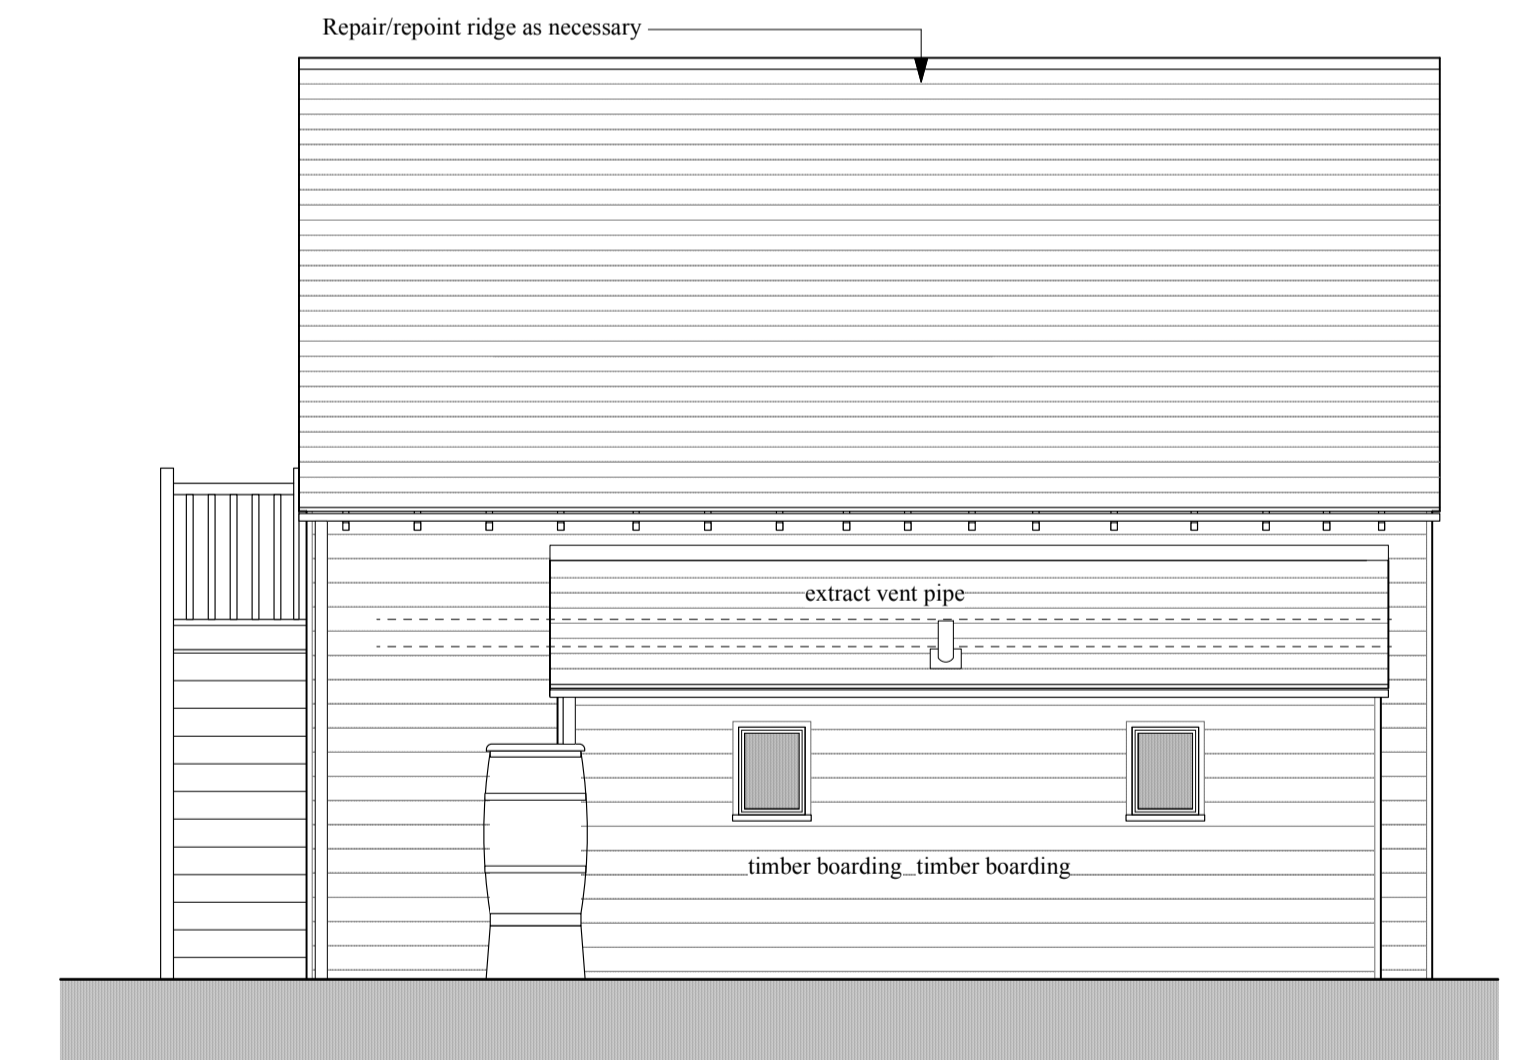 Repair/repoint ridge as necessary
extract vent pipe
timber boarding timber boarding